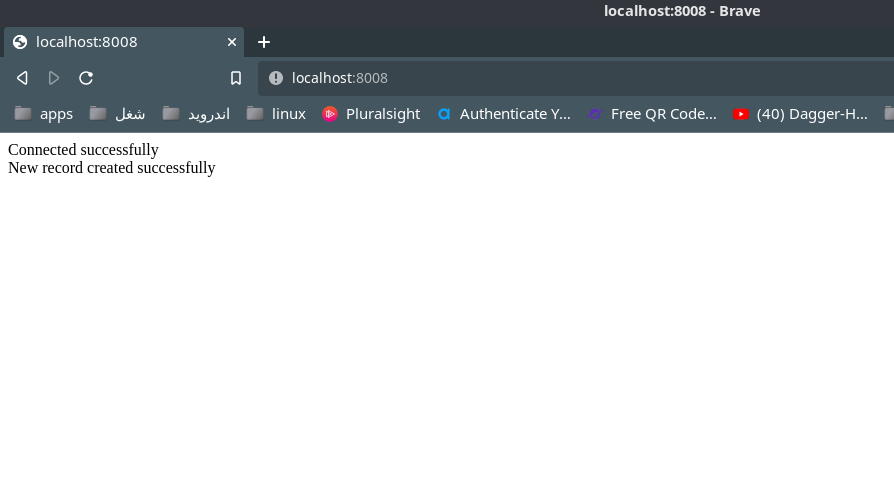 localhost:8008 - Brave
localhost:8008
localhost:8008
apps شغل اندرويد linux Pluralsight Authenticate Y... Free QR Code... (40) Dagger-H...
Connected successfully
New record created successfully